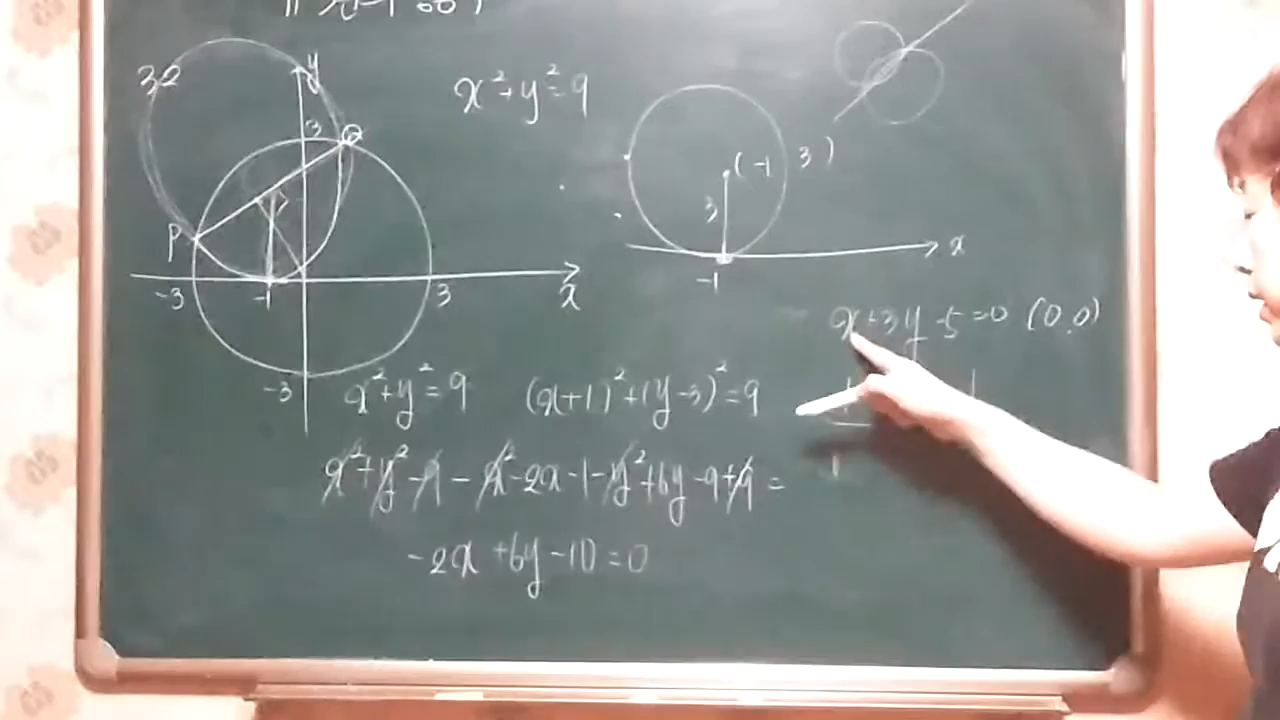 32
y
x²+y²=9
3
Q
(-1 3)
P
3
x
-3
-1
3
x
-1
x+3y-5=0 (0.0)
-3
x²+y²=9
(x+1)²+(y-3)²=9
x²+y²-9-x²-2x-1-y²+6y-9+9=
-2x+6y-10=0